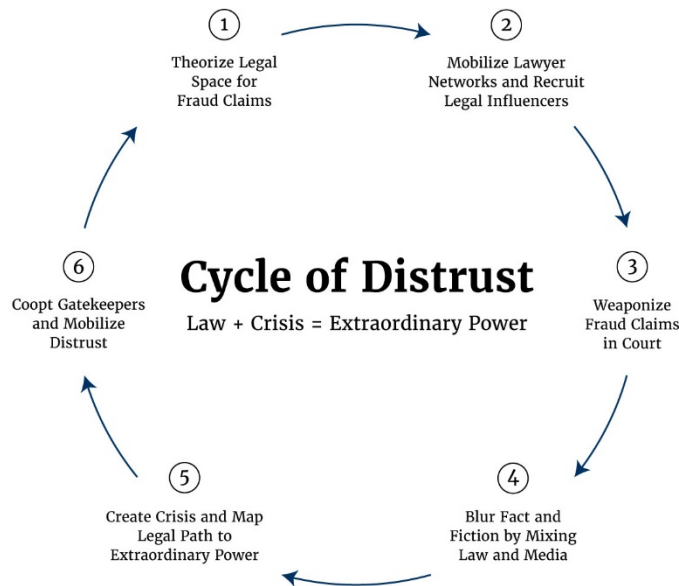 1
Theorize Legal
Space for
Fraud Claims
2
Mobilize Lawyer
Networks and Recruit
Legal Influencers
3
Weaponize
Fraud Claims
in Court
4
Blur Fact and
Fiction by Mixing
Law and Media
5
Create Crisis and Map
Legal Path to
Extraordinary Power
6
Coopt Gatekeepers
and Mobilize
Distrust
Cycle of Distrust
Law + Crisis = Extraordinary Power